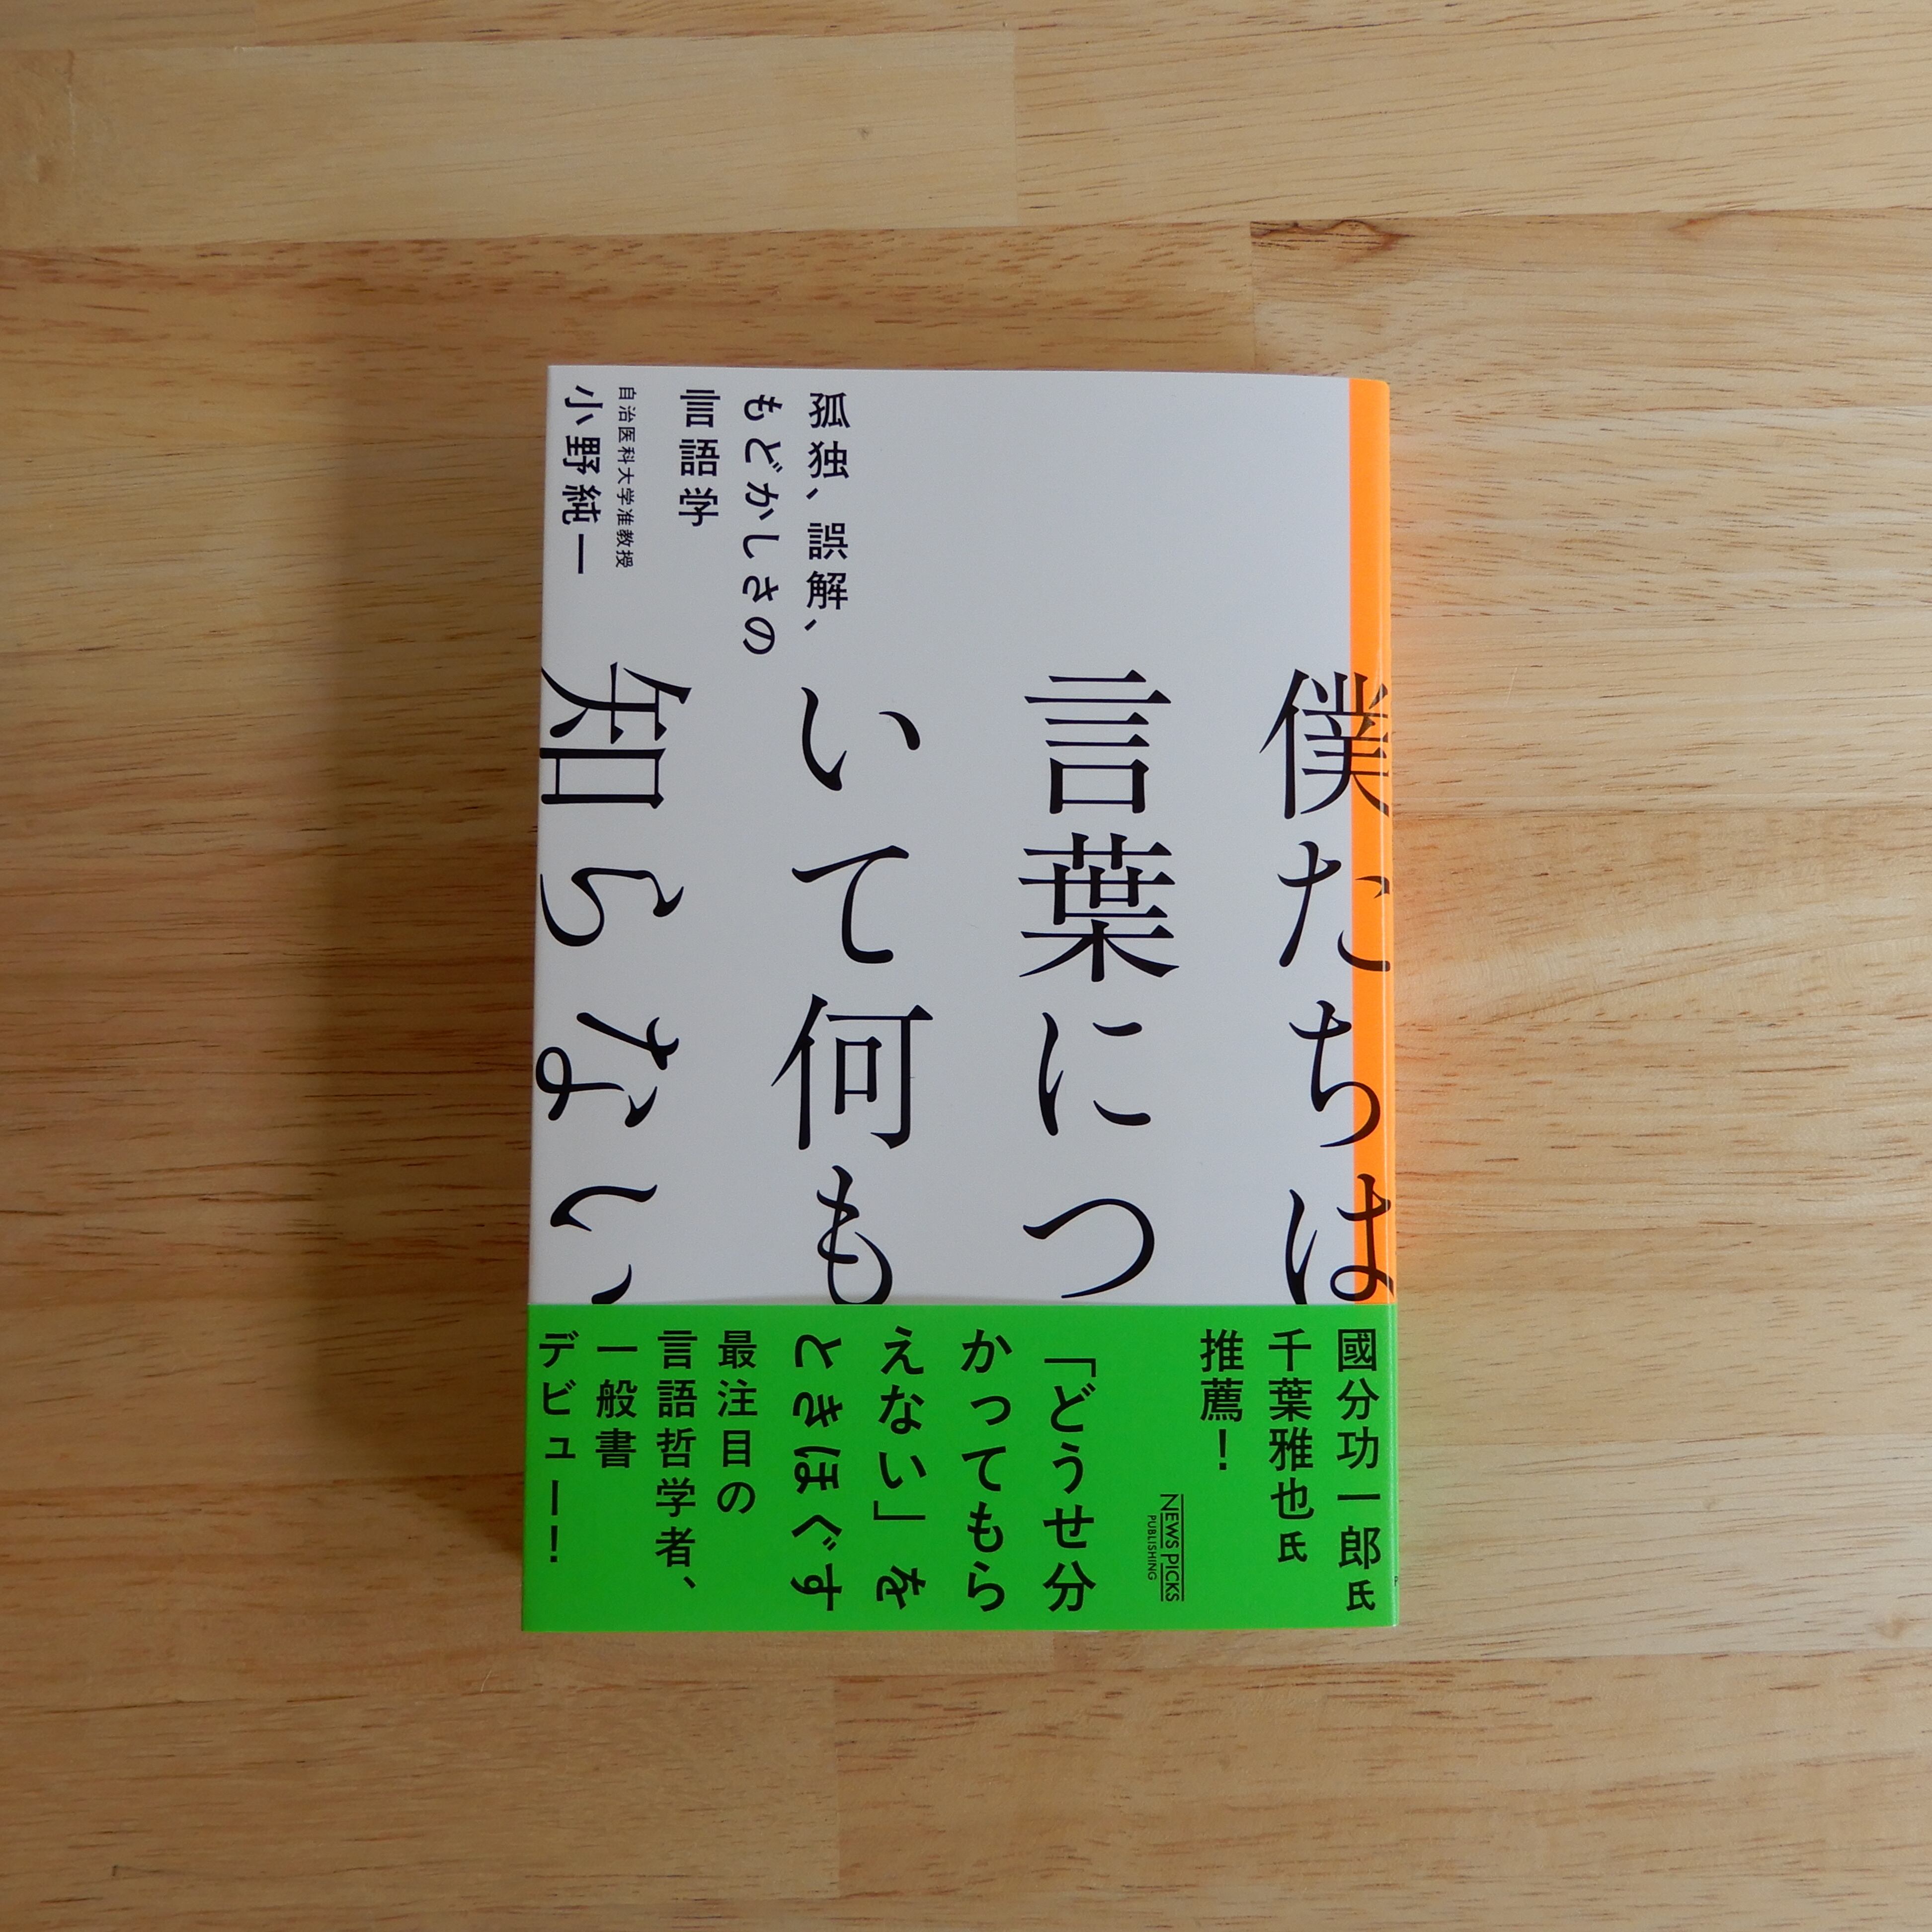 僕たちは
言葉につ
いて何も
知らない
孤独、誤解、
もどかしさの
言語学
自治医科大学准教授
小野純一
國分功一郎氏
千葉雅也氏
推薦！
NEWS PICKS
PUBLISHING
「どうせ分
かってもら
えない」を
ときほぐす
最注目の
言語哲学者、
一般書
デビュー！